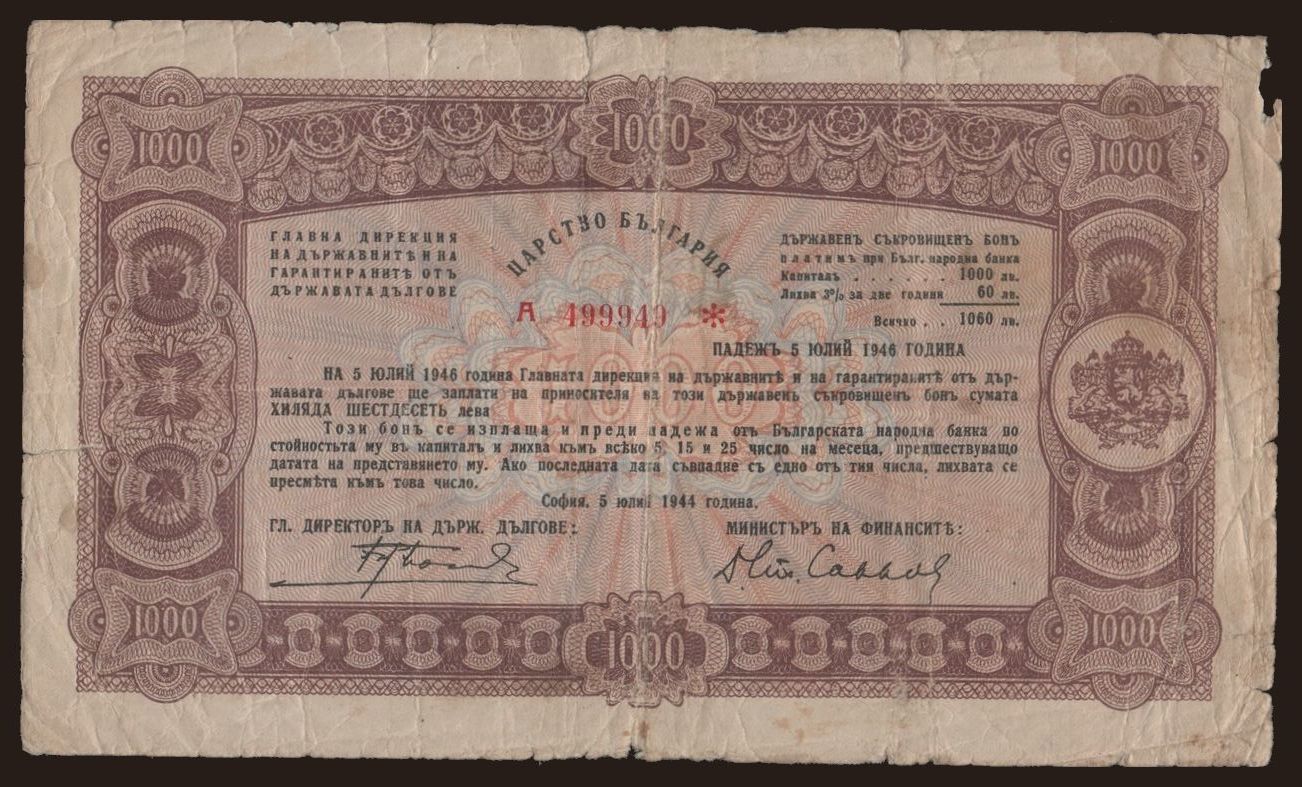 1000
1000
1000
ЦАРСТВО БЪЛГАРИЯ
ГЛАВНА ДИРЕКЦИЯ
НА ДЪРЖАВНИТѢ И НА
ГАРАНТИРАНИТѢ ОТЪ
ДЪРЖАВАТА ДЪЛГОВЕ
ДЪРЖАВЕНЪ СЪКРОВИЩЕНЪ БОНЪ
платимъ при Бълг. народна банка
Капиталъ . . . . . . 1000 лв.
Лихва 3% за две години 60 лв.
Всичко . . 1060 лв.
А 499949 *
1000
ПАДЕЖЪ 5 ЮЛИЙ 1946 ГОДИНА
НА 5 ЮЛИЙ 1946 година Главната дирекция на държавнитѣ и на гарантиранитѣ отъ дър-
жавата дългове ще заплати на приносителя на този държавенъ съкровищенъ бонъ сумата
ХИЛЯДА ШЕСТДЕСЕТЬ лева
Този бонъ се изплаща и преди падежа отъ Българската народна банка по
стойностьта му въ капиталъ и лихва къмъ всѣко 5, 15 и 25 число на месеца, предшествуващо
датата на представянето му. Ако последната дата съвпадне съ едно отъ тия числа, лихвата се
пресмѣта къмъ това число.
София, 5 юлий 1944 година.
ГЛ. ДИРЕКТОРЪ НА ДЪРЖ. ДЪЛГОВЕ:
МИНИСТЪРЪ НА ФИНАНСИТѢ:
1000
1000
1000